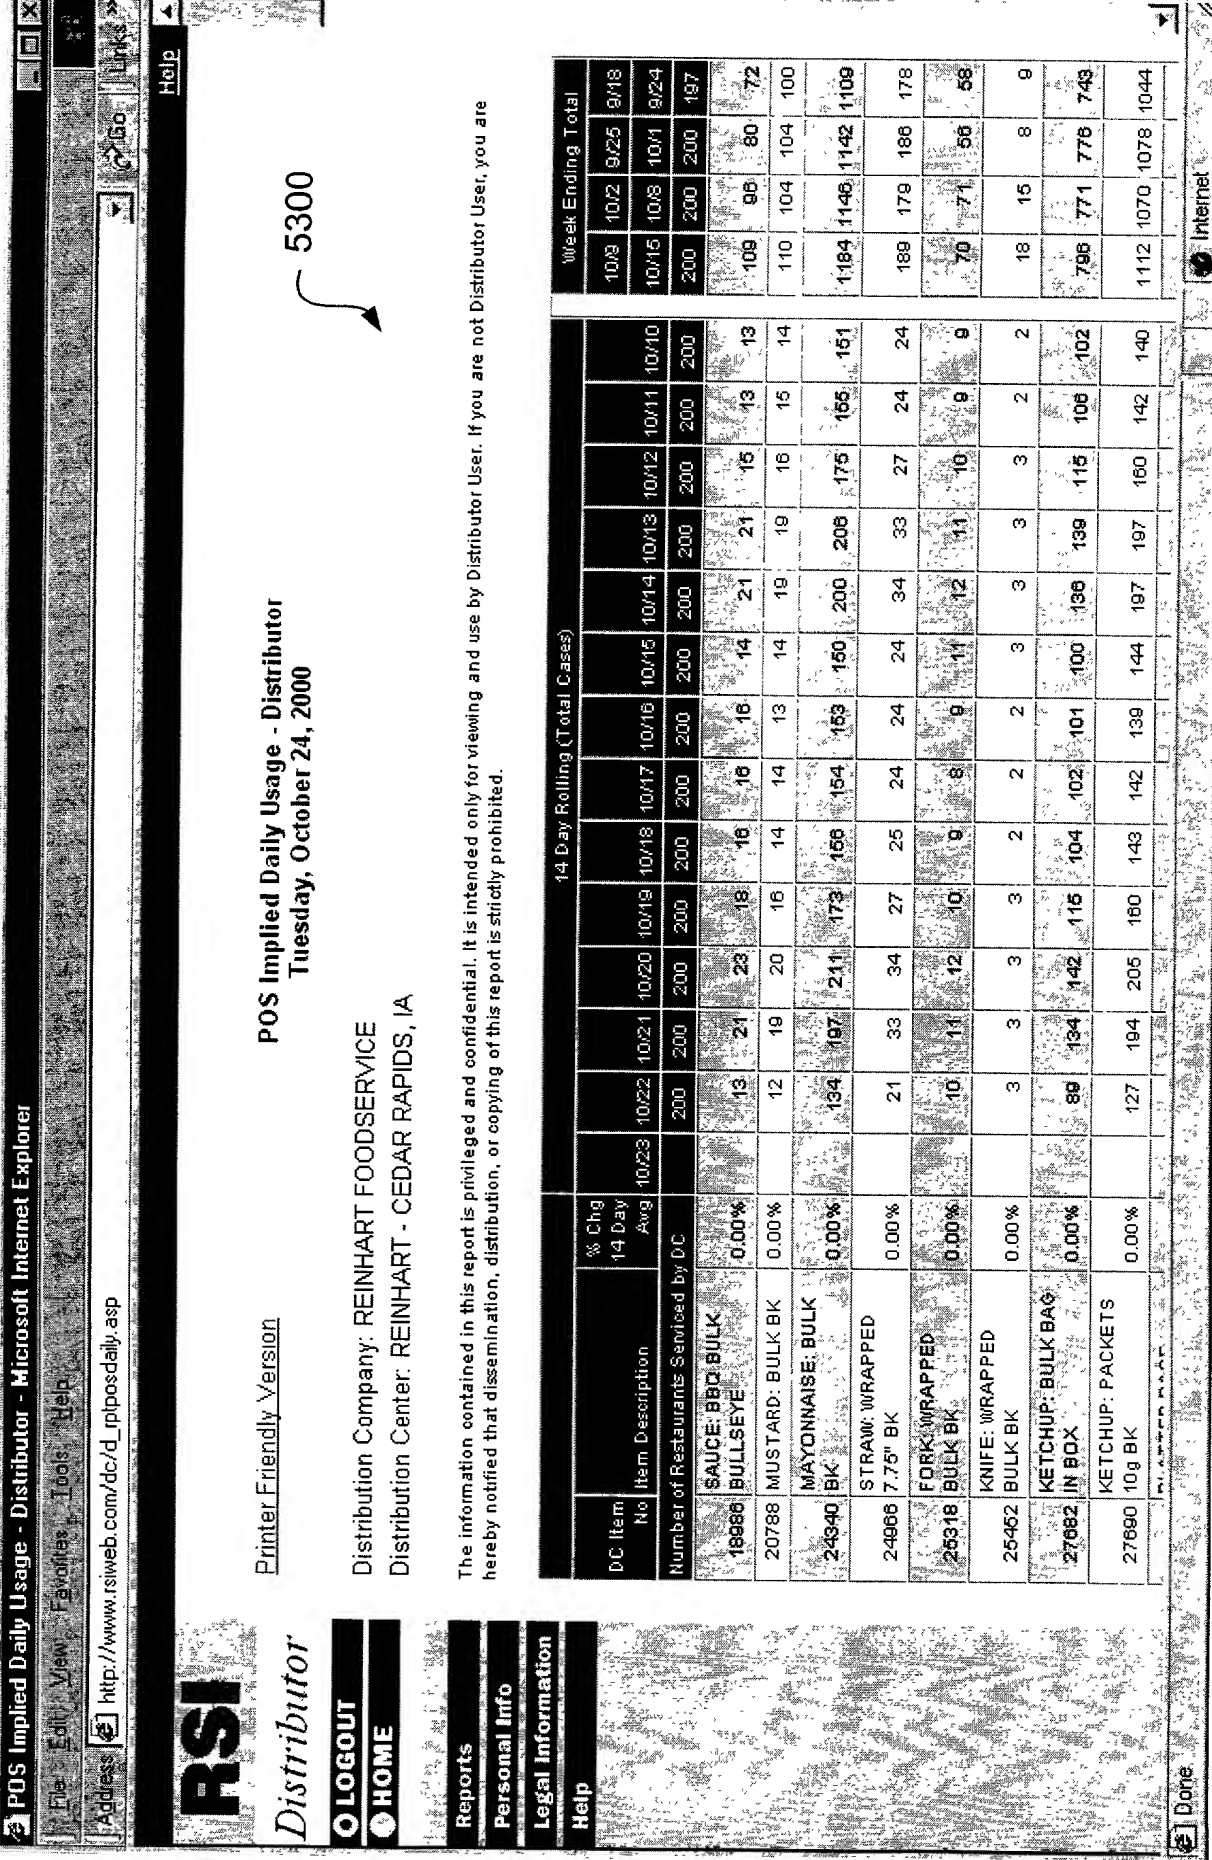 POS Implied Daily Usage - Distributor - Microsoft Internet Explorer
File Edit View Favorites Tools Help
Address http://www.rsiweb.com/dc/d_rptposdaily.asp Go Links »
Help
RSI
Distributor
LOGOUT
HOME
Reports
Personal Info
Legal Information
Help
Printer Friendly Version
POS Implied Daily Usage - Distributor
Tuesday, October 24, 2000
5300
Distribution Company: REINHART FOODSERVICE
Distribution Center: REINHART - CEDAR RAPIDS, IA
The information contained in this report is privileged and confidential. It is intended only for viewing and use by Distributor User. If you are not Distributor User, you are
hereby notified that dissemination, distribution, or copying of this report is strictly prohibited.
14 Day Rolling (Total Cases) Week Ending Total
% Chg 10/9 10/2 9/25 9/18
DC Item No Item Description 14 Day Avg 10/23 10/22 10/21 10/20 10/19 10/18 10/17 10/16 10/15 10/14 10/13 10/12 10/11 10/10 10/15 10/8 10/1 9/24
Number of Restaurants Serviced by DC 200 200 200 200 200 200 200 200 200 200 200 200 200 200 200 200 197
18986 SAUCE: BBQ BULK BULLSEYE 0.00% 13 21 23 18 16 16 16 14 21 21 15 13 13 109 96 80 72
20788 MUSTARD: BULK BK 0.00% 12 19 20 16 14 14 13 14 19 19 16 15 14 110 104 104 100
24340 MAYONNAISE: BULK BK 0.00% 134 197 211 173 156 154 153 150 200 206 175 155 151 1184 1146 1142 1109
24966 STRAW: WRAPPED 7.75" BK 0.00% 21 33 34 27 25 24 24 24 34 33 27 24 24 189 179 186 178
25318 FORK: WRAPPED BULK BK 0.00% 10 11 12 10 9 8 9 11 12 11 10 9 9 70 71 56 58
25452 KNIFE: WRAPPED BULK BK 0.00% 3 3 3 3 2 2 2 3 3 3 3 2 2 18 15 8 9
27682 KETCHUP: BULK BAG IN BOX 0.00% 89 134 142 115 104 102 101 100 136 139 115 106 102 796 771 776 743
27690 KETCHUP: PACKETS 10g BK 0.00% 127 194 205 160 143 142 139 144 197 197 160 142 140 1112 1070 1078 1044
Done Internet